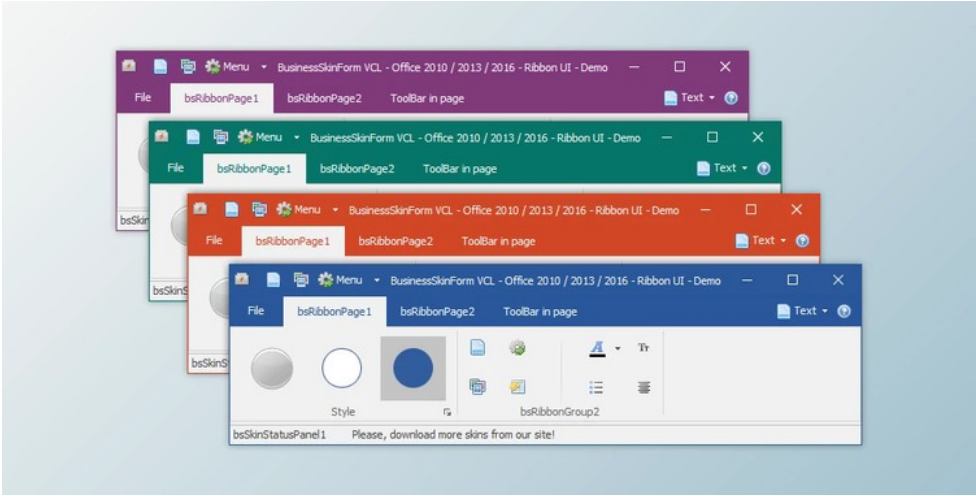 Menu BusinessSkinForm VCL - Office 2010 / 2013 / 2016 - Ribbon UI - Demo
File bsRibbonPage1 bsRibbonPage2 ToolBar in page Text
Menu BusinessSkinForm VCL - Office 2010 / 2013 / 2016 - Ribbon UI - Demo
File bsRibbonPage1 bsRibbonPage2 ToolBar in page Text
bsSkin
Menu BusinessSkinForm VCL - Office 2010 / 2013 / 2016 - Ribbon UI - Demo
File bsRibbonPage1 bsRibbonPage2 ToolBar in page Text
bsSkinS
Menu BusinessSkinForm VCL - Office 2010 / 2013 / 2016 - Ribbon UI - Demo
File bsRibbonPage1 bsRibbonPage2 ToolBar in page Text
A Tr
bsSkinS
Style bsRibbonGroup2
bsSkinStatusPanel1 Please, download more skins from our site!